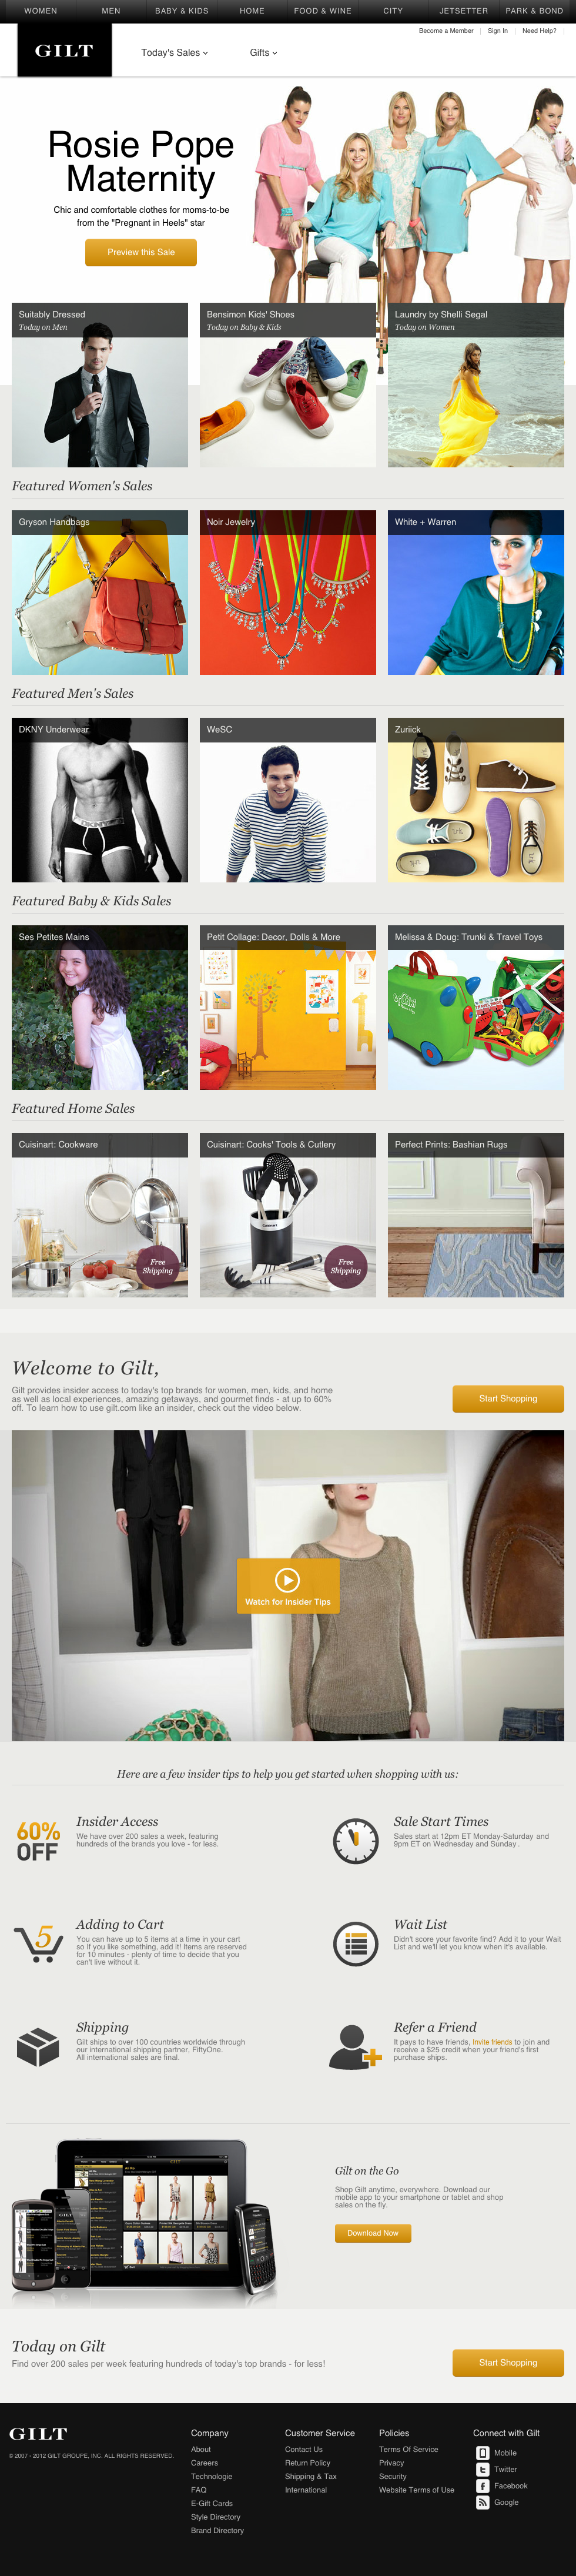 WOMEN MEN BABY & KIDS HOME FOOD & WINE CITY JETSETTER PARK & BOND
Become a Member Sign In Need Help?
GILT
Today's Sales Gifts
Rosie Pope
Maternity
Chic and comfortable clothes for moms-to-be
from the "Pregnant in Heels" star
Preview this Sale
Suitably Dressed
Today on Men
Bensimon Kids' Shoes
Today on Baby & Kids
Laundry by Shelli Segal
Today on Women
Featured Women's Sales
Gryson Handbags
Noir Jewelry
White + Warren
Featured Men's Sales
DKNY Underwear
WeSC
Zuriick
DKNY
Featured Baby & Kids Sales
Ses Petites Mains
Petit Collage: Decor, Dolls & More
Melissa & Doug: Trunki & Travel Toys
Featured Home Sales
Cuisinart: Cookware
Cuisinart: Cooks' Tools & Cutlery
Perfect Prints: Bashian Rugs
Cuisinart
Free
Shipping
Free
Shipping
Welcome to Gilt,
Gilt provides insider access to today's top brands for women, men, kids, and home
as well as local experiences, amazing getaways, and gourmet finds - at up to 60%
off. To learn how to use gilt.com like an insider, check out the video below.
Start Shopping
Watch for Insider Tips
Here are a few insider tips to help you get started when shopping with us:
60%
OFF
Insider Access
We have over 200 sales a week, featuring
hundreds of the brands you love - for less.
Sale Start Times
Sales start at 12pm ET Monday-Saturday and
9pm ET on Wednesday and Sunday .
5
Adding to Cart
You can have up to 5 items at a time in your cart
so If you like something, add it! Items are reserved
for 10 minutes - plenty of time to decide that you
can't live without it.
Wait List
Didn't score your favorite find? Add it to your Wait
List and we'll let you know when it's available.
Shipping
Gilt ships to over 100 countries worldwide through
our international shipping partner, FiftyOne.
All international sales are final.
Refer a Friend
It pays to have friends. Invite friends to join and
receive a $25 credit when your friend's first
purchase ships.
GILT
GILT
Gilt on the Go
Shop Gilt anytime, everywhere. Download our
mobile app to your smartphone or tablet and shop
sales on the fly.
Download Now
Today on Gilt
Find over 200 sales per week featuring hundreds of today's top brands - for less!
Start Shopping
GILT
© 2007 - 2012 GILT GROUPE, INC. ALL RIGHTS RESERVED.
Company
About
Careers
Technologie
FAQ
E-Gift Cards
Style Directory
Brand Directory
Customer Service
Contact Us
Return Policy
Shipping & Tax
International
Policies
Terms Of Service
Privacy
Security
Website Terms of Use
Connect with Gilt
Mobile
Twitter
Facebook
Google